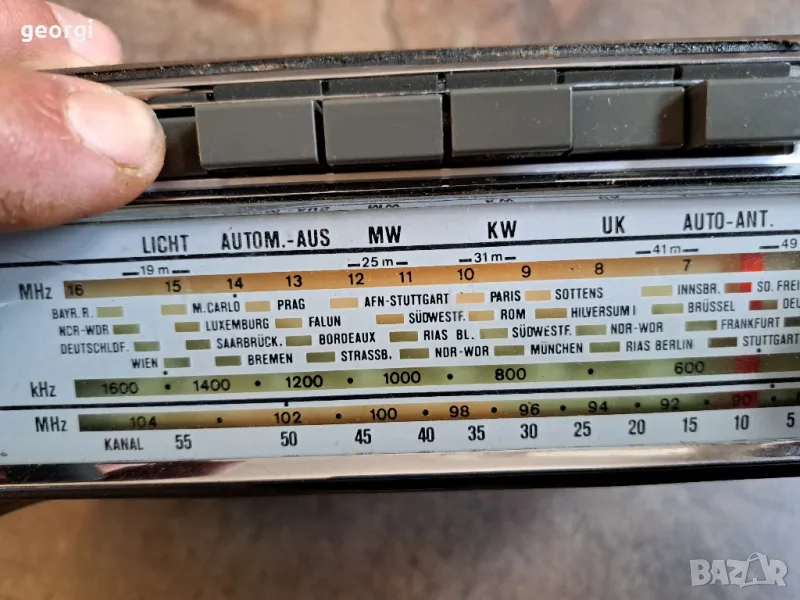 georgi
LICHT AUTOM.-AUS MW KW UK AUTO-ANT.
19 m 25 m 31 m 41 m 49
MHz 16 15 14 13 12 11 10 9 8 7
BAYR. R. M. CARLO PRAG AFN-STUTTGART PARIS SOTTENS INNSBR. SD. FREI
NCR-WDR LUXEMBURG FALUN SÜDWESTF. ROM HILVERSUM I BRÜSSEL DEU
DEUTSCHLDF. SAARBRÜCK. BORDEAUX RIAS BL. SÜDWESTF. NDR-WDR FRANKFURT
WIEN BREMEN STRASSB. NDR-WDR MÜNCHEN RIAS BERLIN STUTTGART
kHz 1600 • 1400 • 1200 • 1000 • 800 • 600
MHz 104 • 102 • 100 • 98 • 96 • 94 • 92 • 90
KANAL 55 50 45 40 35 30 25 20 15 10 5
BAZAR